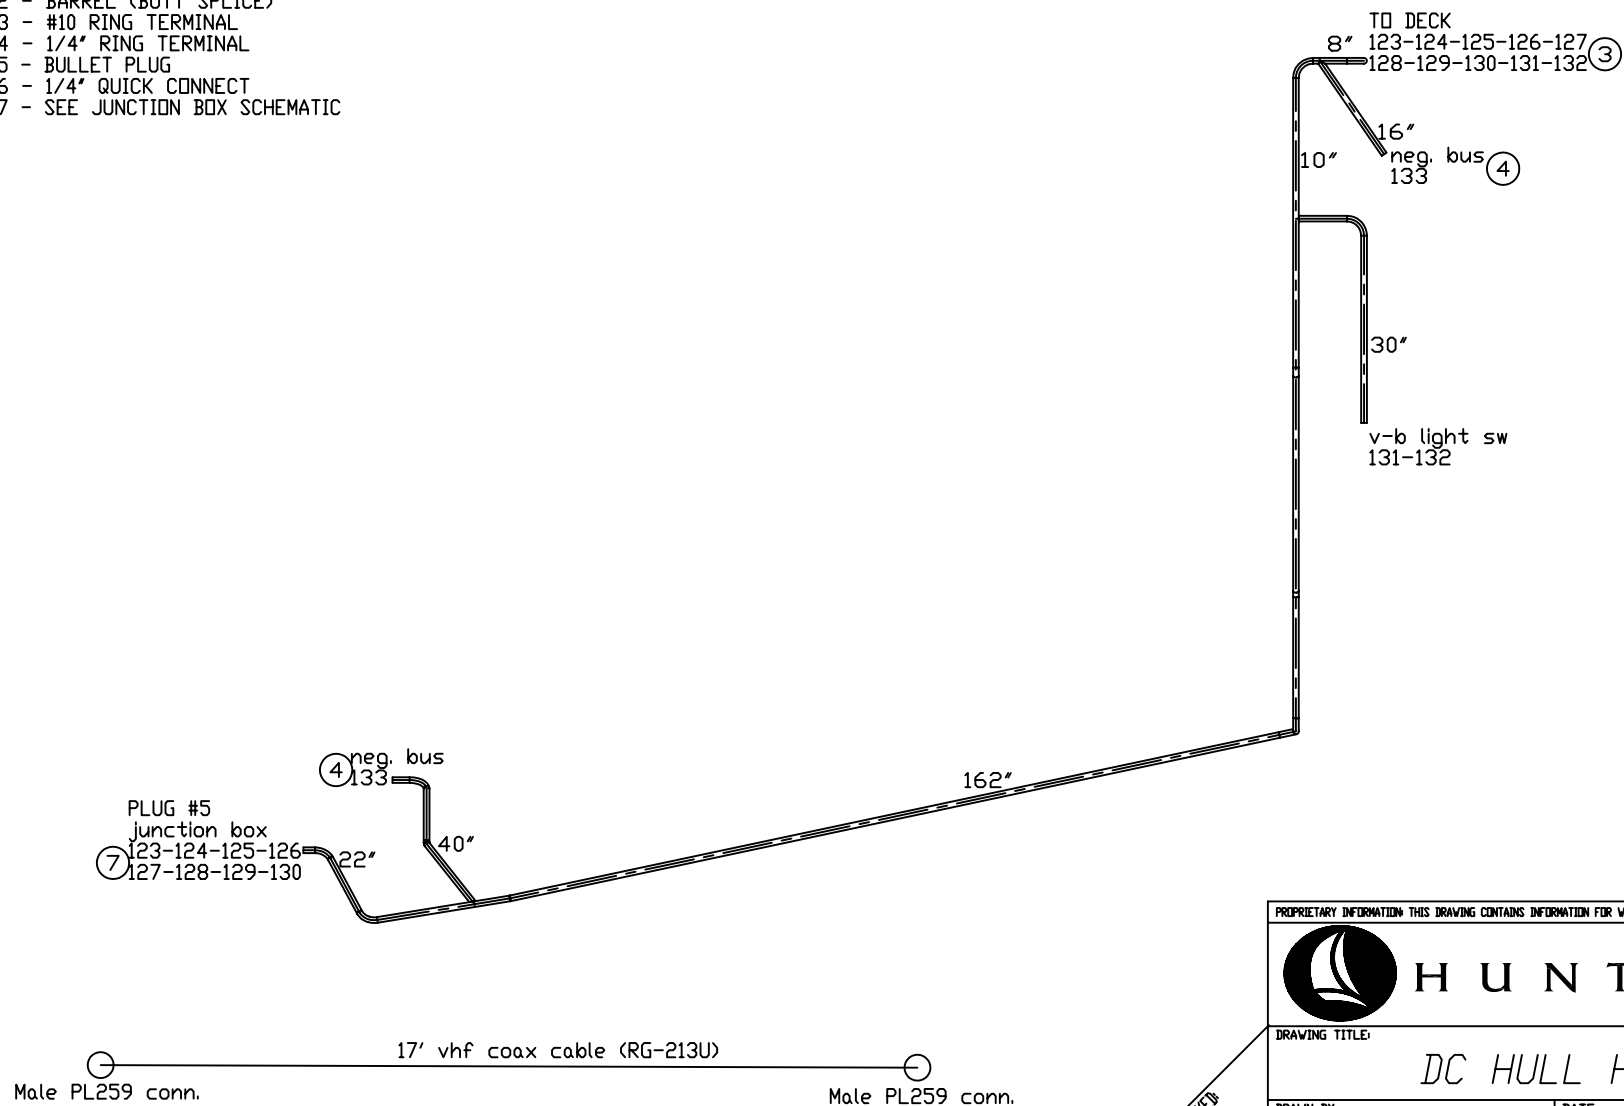 2 - BARREL (BUTT SPLICE)
3 - #10 RING TERMINAL
4 - 1/4" RING TERMINAL
5 - BULLET PLUG
6 - 1/4" QUICK CONNECT
7 - SEE JUNCTION BOX SCHEMATIC
TO DECK
8" 123-124-125-126-127
128-129-130-131-132 3
16"
10"
neg. bus 4
133
30"
v-b light sw
131-132
162"
neg. bus
4 133
40"
PLUG #5
junction box
123-124-125-126
7 127-128-129-130
22"
17' vhf coax cable (RG-213U)
Male PL259 conn.
Male PL259 conn.
PROPRIETARY INFORMATION: THIS DRAWING CONTAINS INFORMATION FOR
HUNT
DRAWING TITLE:
DC HULL H
DRAWN BY
DATE